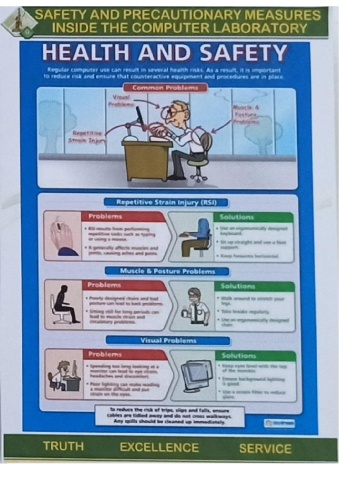 SAFETY AND PRECAUTIONARY MEASURES
INSIDE THE COMPUTER LABORATORY
HEALTH AND SAFETY
Regular computer use can result in several health risks. As a result, it is important
to reduce risk and ensure that counteractive equipment and procedures are in place.
Common Problems
Visual
Problems
Muscle &
Posture
Problems
Repetitive
Strain Injury
Repetitive Strain Injury (RSI)
Problems
• RSI results from performing
repetitive tasks such as typing
or using a mouse.
• It generally affects muscles and
joints, causing aches and pains.
Solutions
• Use an ergonomically designed
keyboard.
• Sit up straight and use a foot
support.
• Keep forearms horizontal.
Muscle & Posture Problems
Problems
• Poorly designed chairs and bad
posture can lead to back problems.
• Sitting still for long periods can
lead to muscle strain and
circulatory problems.
Solutions
• Walk around to stretch your
legs.
• Take breaks regularly.
• Use an ergonomically designed
chair.
Visual Problems
Problems
• Spending too long looking at a
monitor can lead to eye strain,
headaches and discomfort.
• Poor lighting can make reading
a monitor difficult and put
strain on the eyes.
Solutions
• Keep eyes level with the top
of the monitor.
• Ensure background lighting
is good.
• Use a screen filter to reduce
glare.
To reduce the risk of trips, slips and falls, ensure
cables are tidied away and do not cross walkways.
Any spills should be cleaned up immediately.
TRUTH EXCELLENCE SERVICE